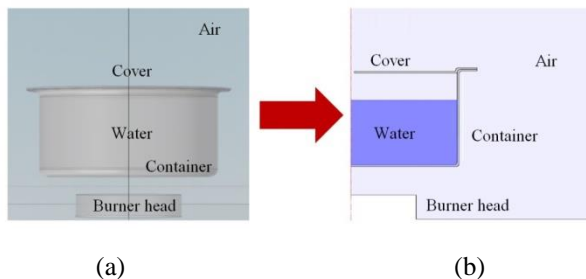 Air
Cover
Water
Container
Burner head
(a)
Cover
Air
Water
Container
Burner head
(b)